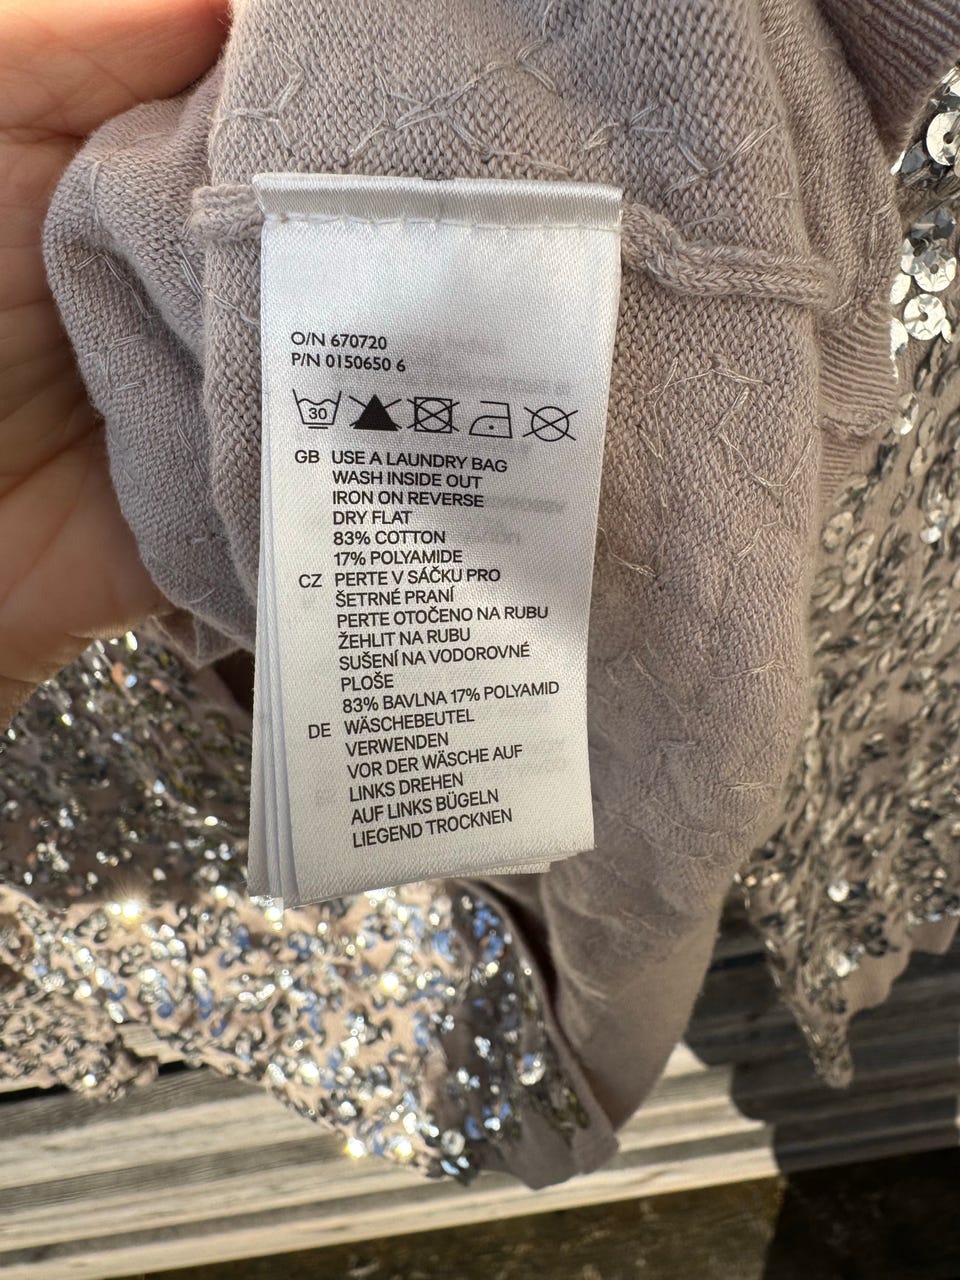 O/N 670720
P/N 0150650 6
30
GB USE A LAUNDRY BAG
WASH INSIDE OUT
IRON ON REVERSE
DRY FLAT
83% COTTON
17% POLYAMIDE
CZ PERTE V SÁČKU PRO
ŠETRNÉ PRANÍ
PERTE OTOČENO NA RUBU
ŽEHLIT NA RUBU
SUŠENÍ NA VODOROVNÉ
PLOŠE
83% BAVLNA 17% POLYAMID
DE WÄSCHEBEUTEL
VERWENDEN
VOR DER WÄSCHE AUF
LINKS DREHEN
AUF LINKS BÜGELN
LIEGEND TROCKNEN